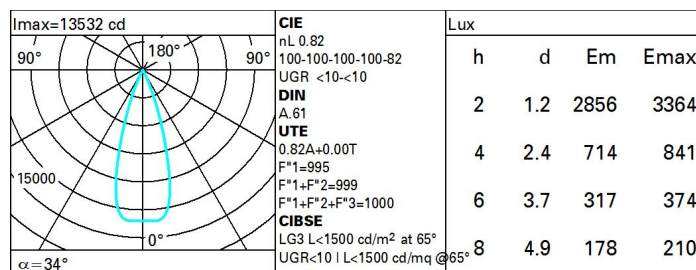 Imax=13532 cd
90° 180° 90°
15000
0°
α=34°
CIE
nL 0.82
100-100-100-100-82
UGR <10-<10
DIN
A.61
UTE
0.82A+0.00T
F"1=995
F"1+F"2=999
F"1+F"2+F"3=1000
CIBSE
LG3 L<1500 cd/m² at 65°
UGR<10 | L<1500 cd/mq @65°
Lux
h d Em Emax
2 1.2 2856 3364
4 2.4 714 841
6 3.7 317 374
8 4.9 178 210